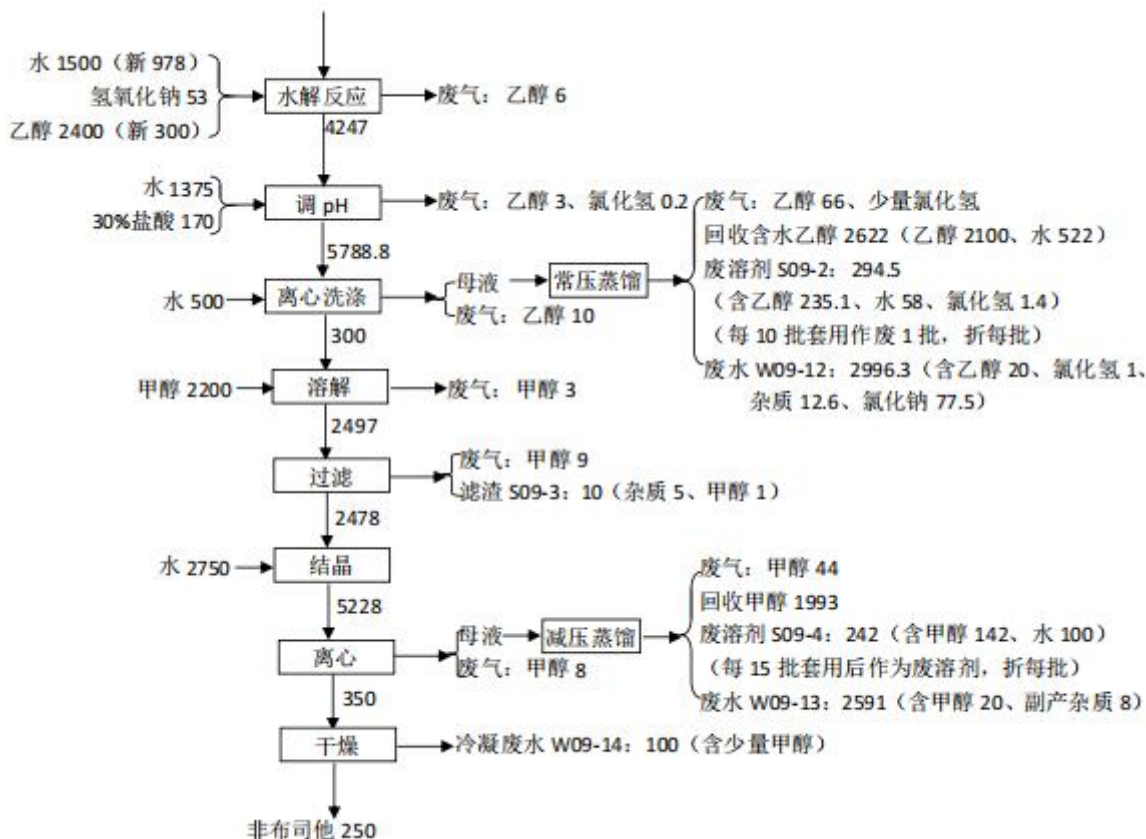 水 1500（新 978）
氢氧化钠 53
乙醇 2400（新 300）
水解反应
废气：乙醇 6
4247
水 1375
30%盐酸 170
调 pH
废气：乙醇 3、氯化氢 0.2
5788.8
水 500
离心洗涤
母液
废气：乙醇 10
常压蒸馏
废气：乙醇 66、少量氯化氢
回收含水乙醇 2622（乙醇 2100、水 522）
废溶剂 S09-2：294.5
（含乙醇 235.1、水 58、氯化氢 1.4）
（每 10 批套用作废 1 批，折每批）
废水 W09-12：2996.3（含乙醇 20、氯化氢 1、
杂质 12.6、氯化钠 77.5）
300
甲醇 2200
溶解
废气：甲醇 3
2497
过滤
废气：甲醇 9
滤渣 S09-3：10（杂质 5、甲醇 1）
2478
水 2750
结晶
5228
离心
母液
废气：甲醇 8
减压蒸馏
废气：甲醇 44
回收甲醇 1993
废溶剂 S09-4：242（含甲醇 142、水 100）
（每 15 批套用后作为废溶剂，折每批）
废水 W09-13：2591（含甲醇 20、副产杂质 8）
350
干燥
冷凝废水 W09-14：100（含少量甲醇）
非布司他 250